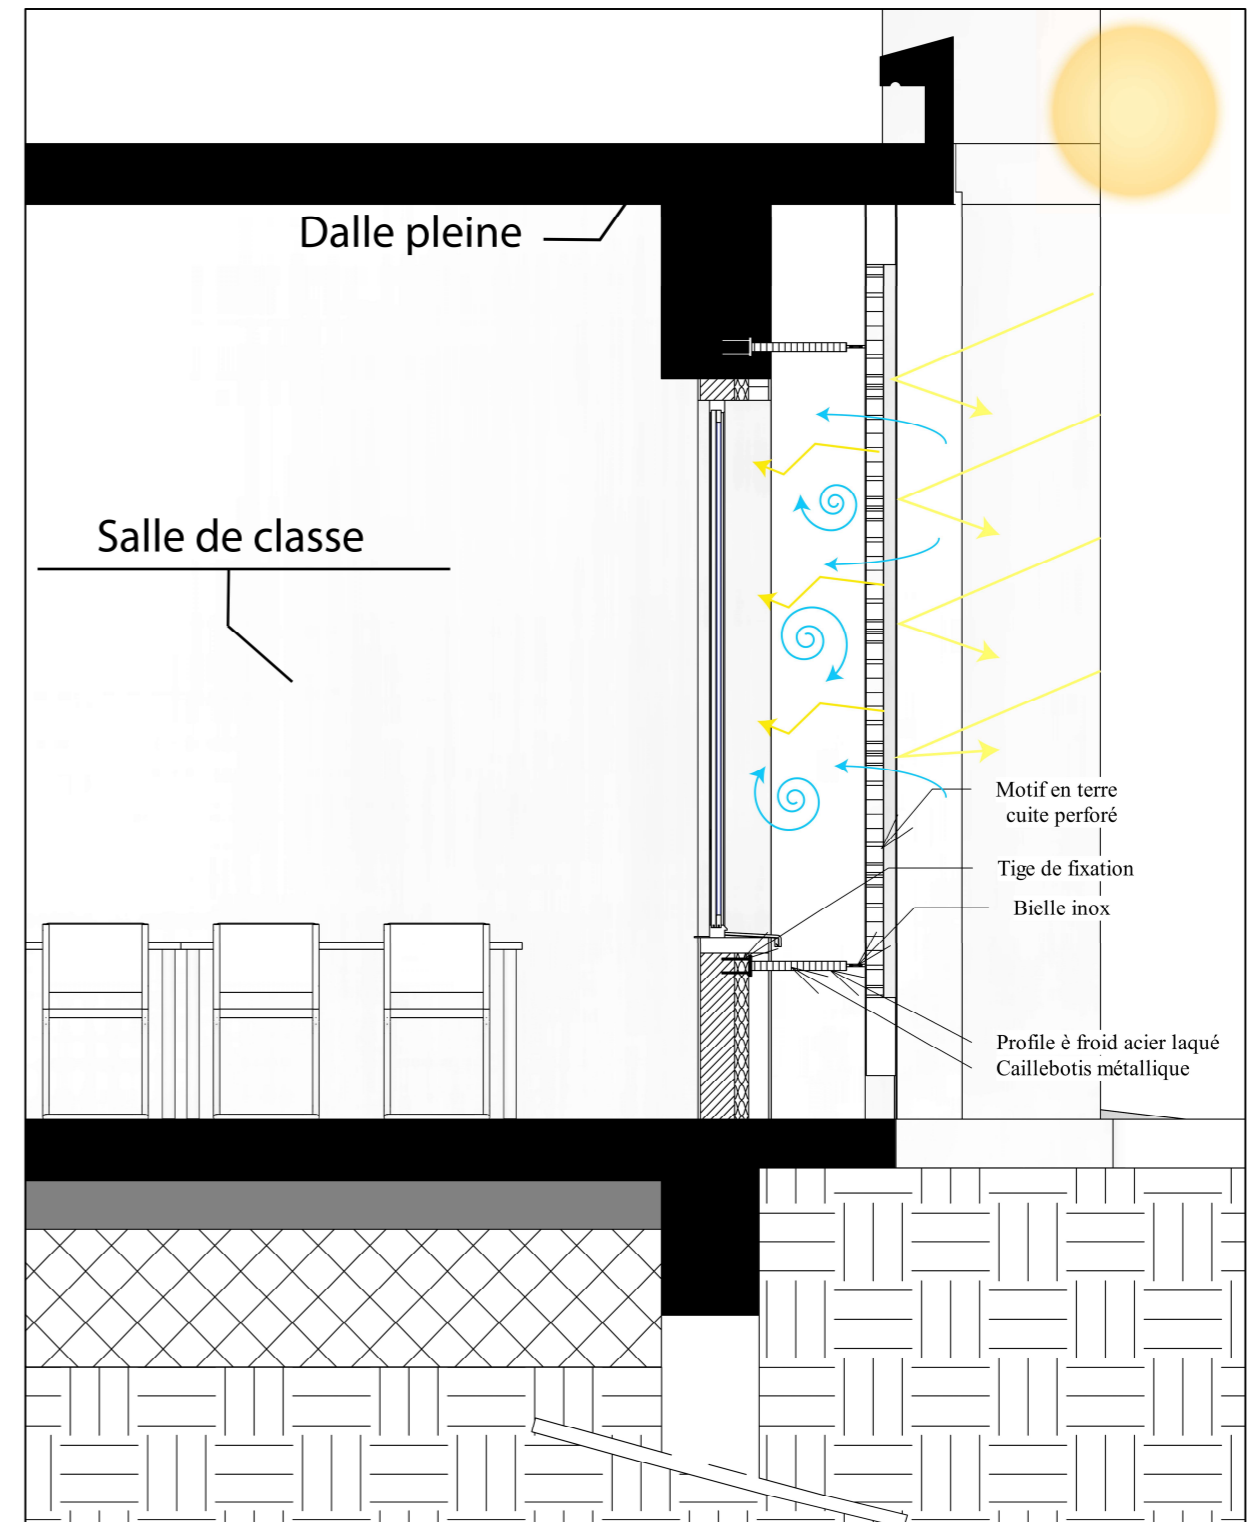 Dalle pleine
Salle de classe
Motif en terre
cuite perforé
Tige de fixation
Bielle inox
Profile è froid acier laqué
Caillebotis métallique